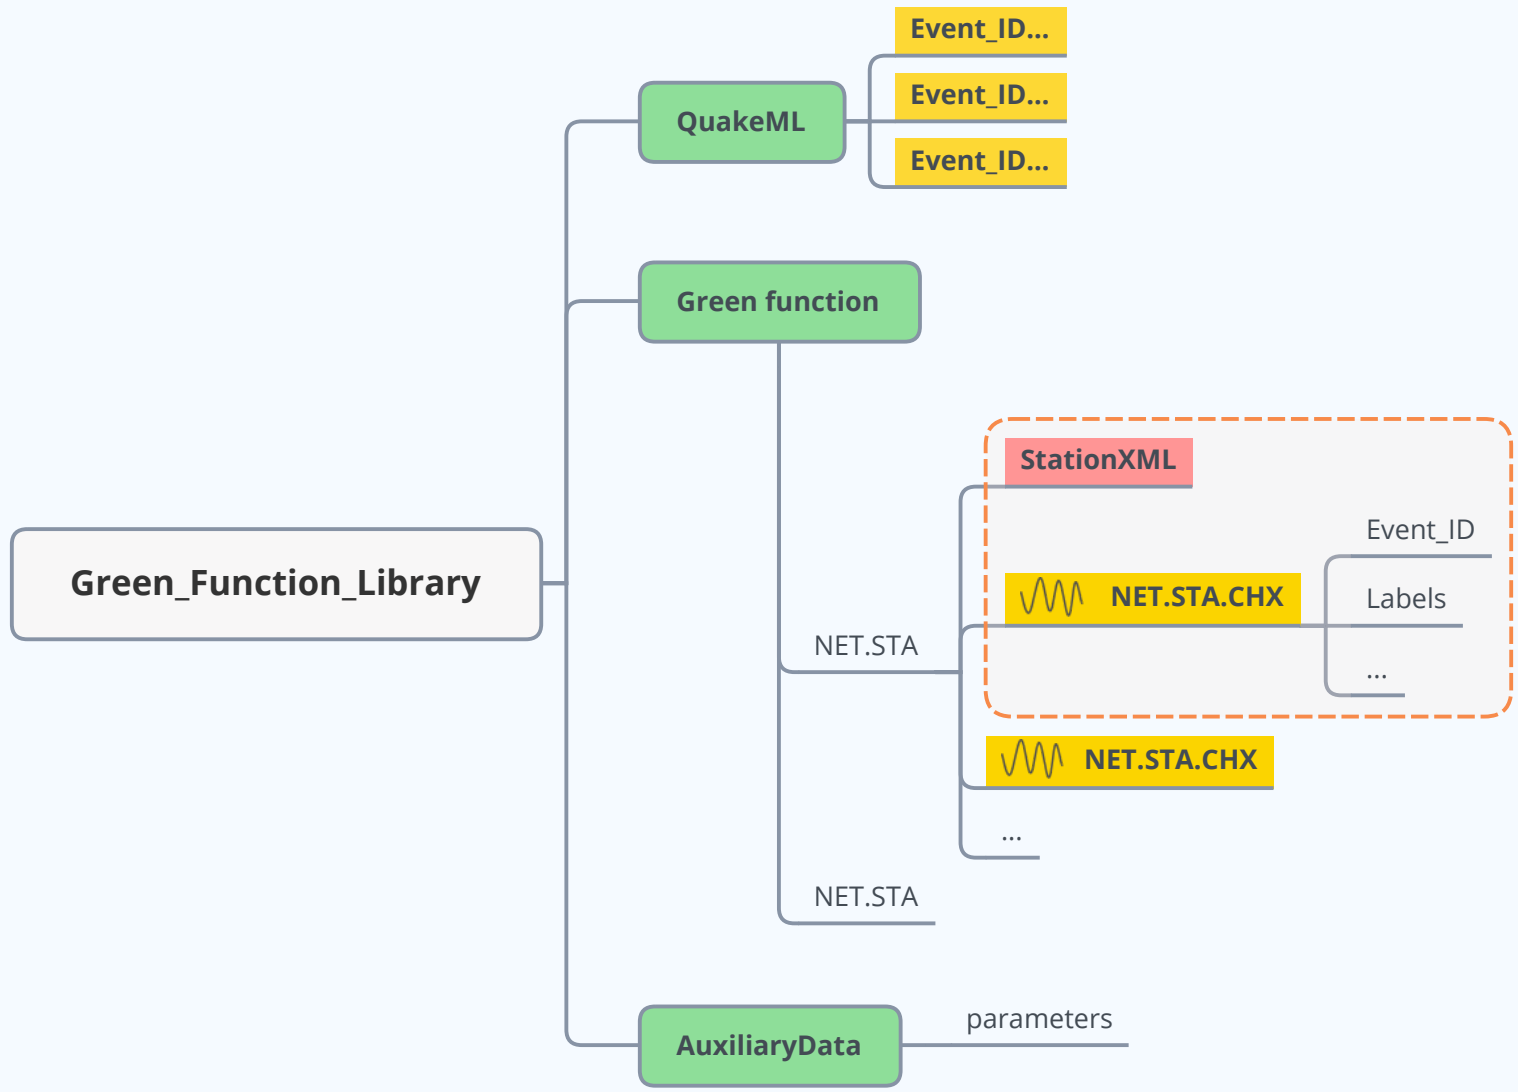 Event_ID...
Event_ID...
QuakeML
Event_ID...
Green function
StationXML
Event_ID
Green_Function_Library
NET.STA.CHX
Labels
NET.STA
...
NET.STA.CHX
...
NET.STA
parameters
AuxiliaryData